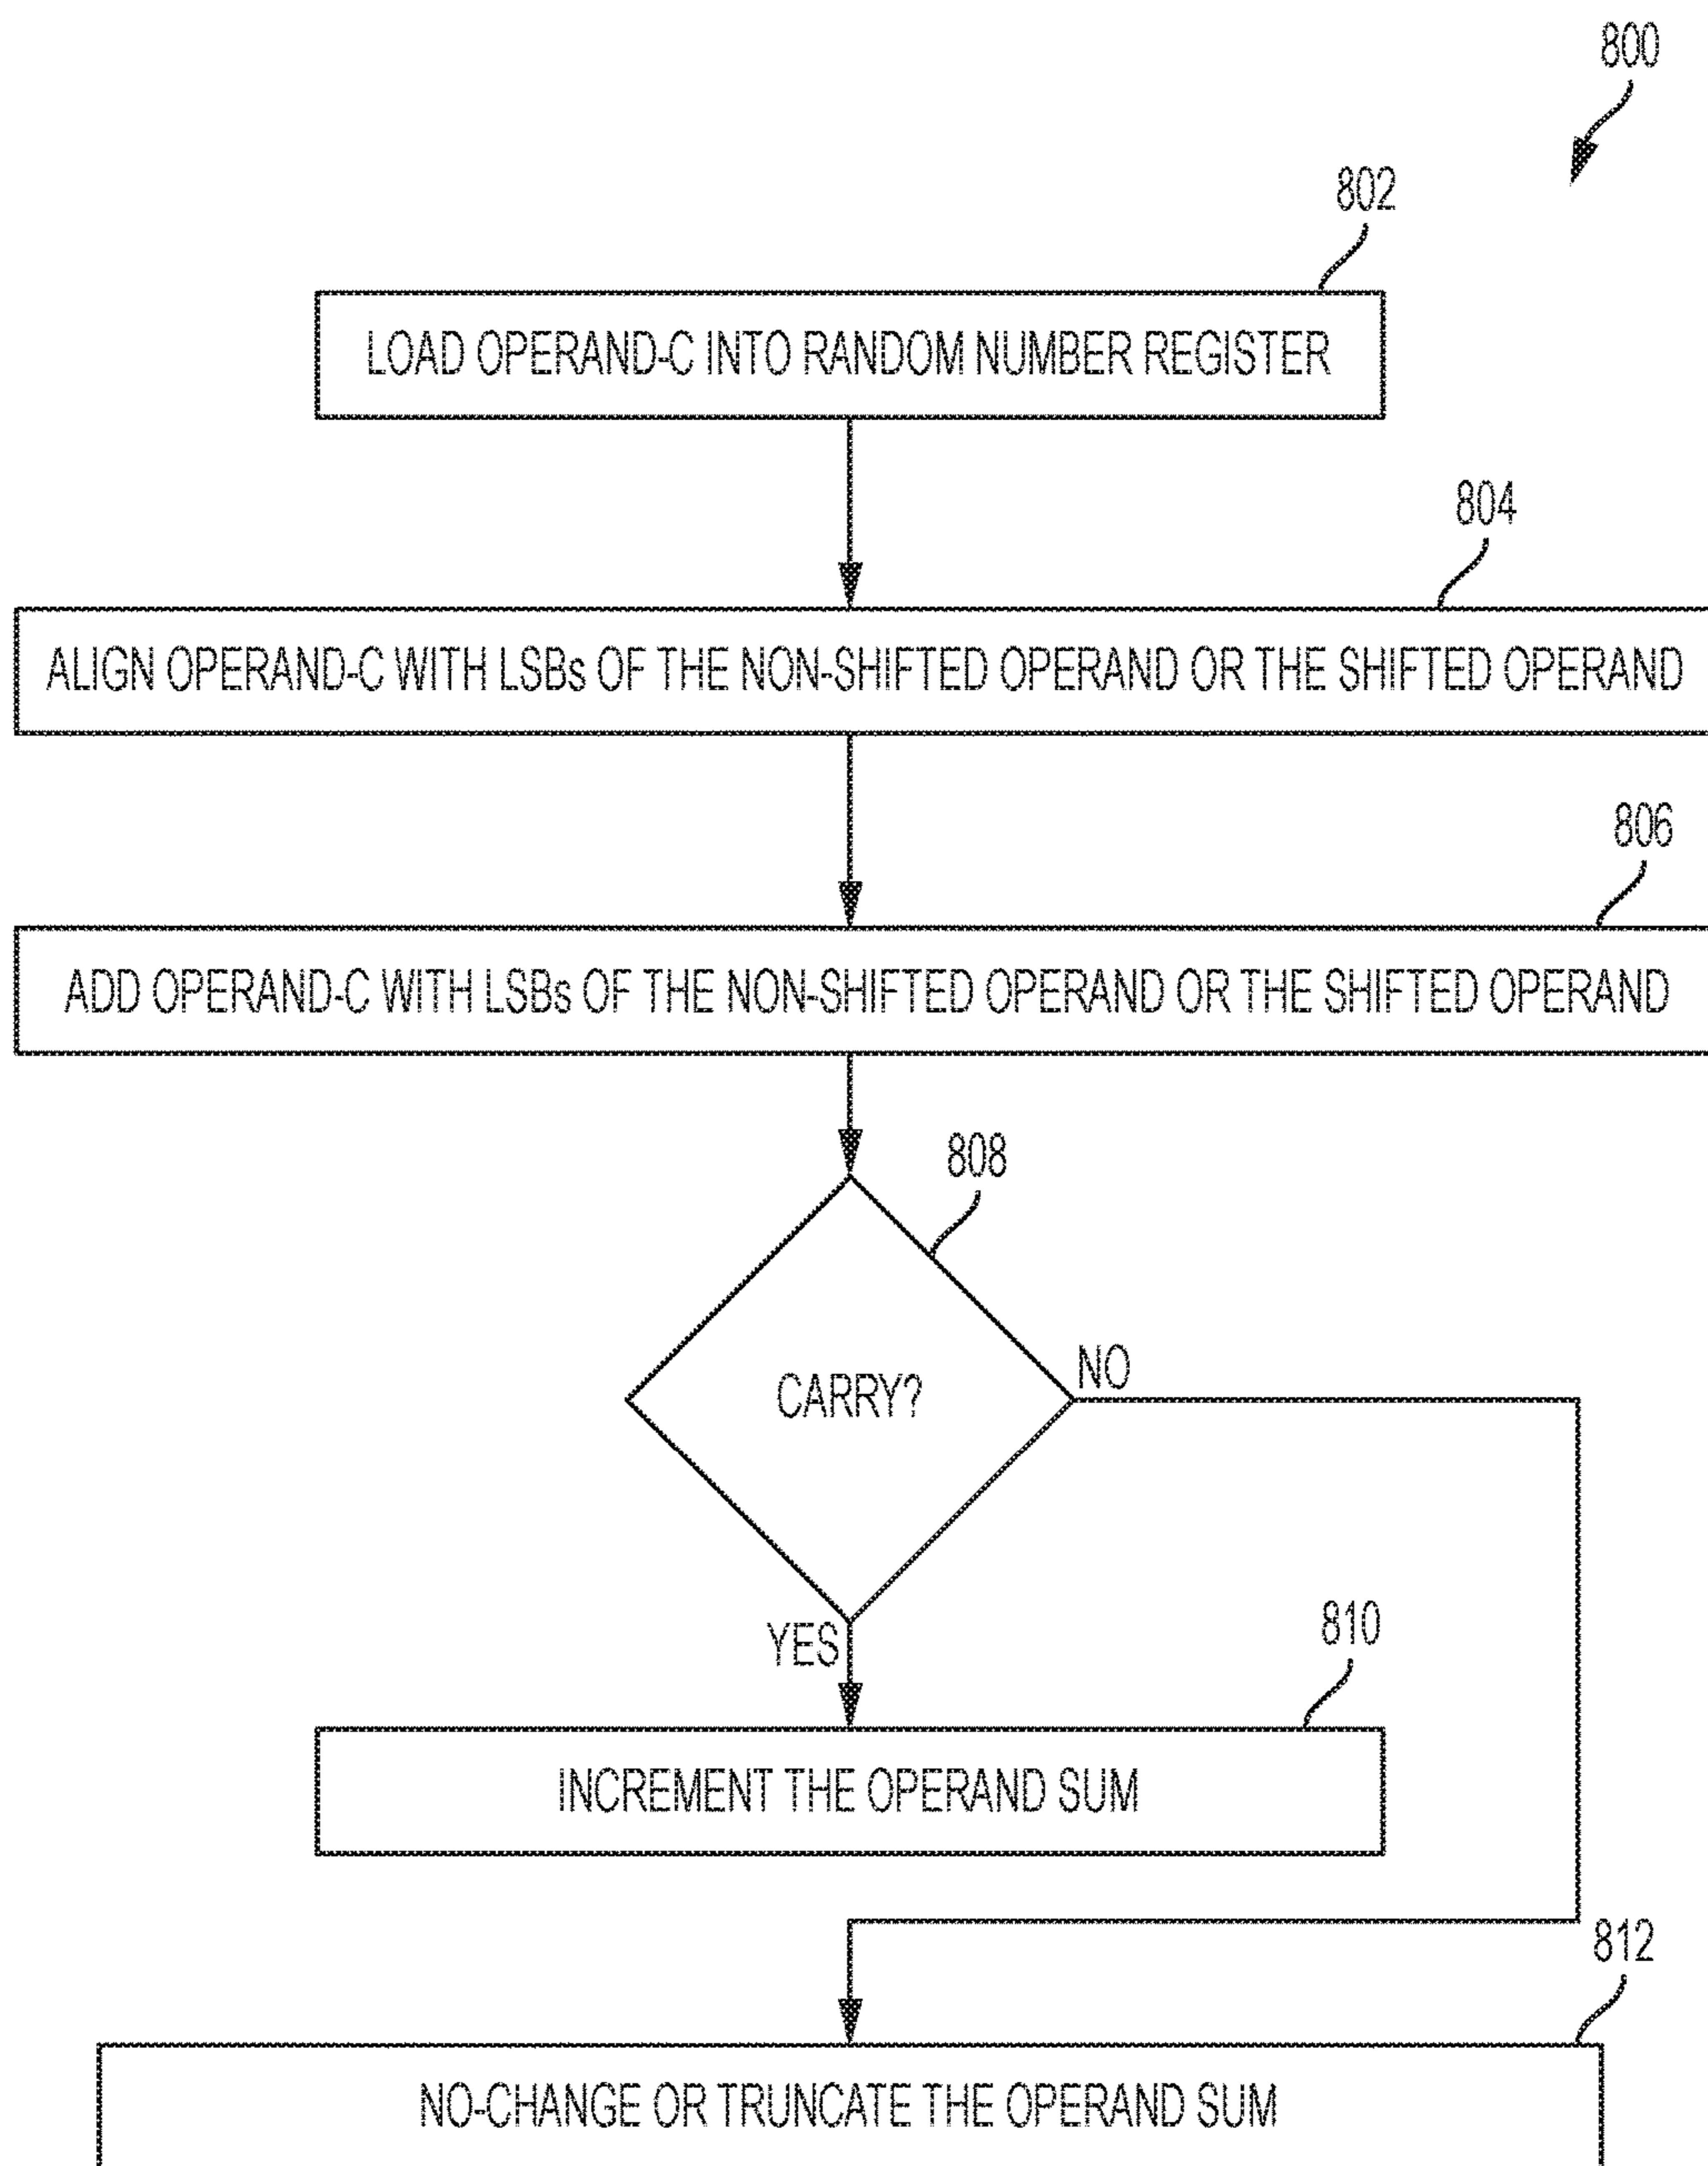 800
802
LOAD OPERAND-C INTO RANDOM NUMBER REGISTER
804
ALIGN OPERAND-C WITH LSBs OF THE NON-SHIFTED OPERAND OR THE SHIFTED OPERAND
806
ADD OPERAND-C WITH LSBs OF THE NON-SHIFTED OPERAND OR THE SHIFTED OPERAND
808
CARRY?
NO
YES
810
INCREMENT THE OPERAND SUM
812
NO-CHANGE OR TRUNCATE THE OPERAND SUM